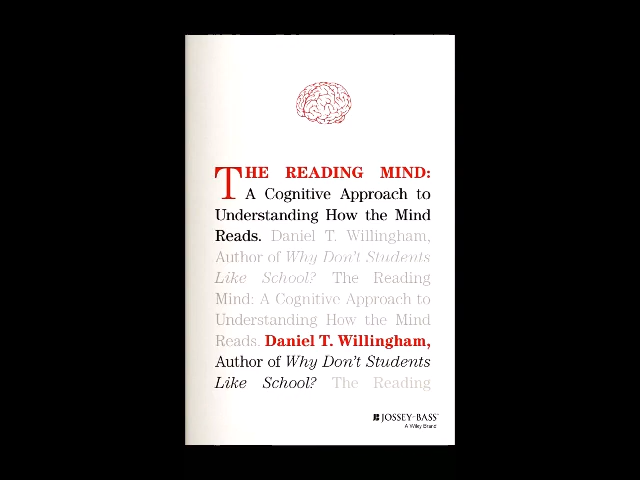 THE READING MIND:
A Cognitive Approach to
Understanding How the Mind
Reads. Daniel T. Willingham,
Author of Why Don't Students
Like School? The Reading
Mind: A Cognitive Approach to
Understanding How the Mind
Reads. Daniel T. Willingham,
Author of Why Don't Students
Like School? The Reading
JOSSEY-BASS™
A Wiley Brand